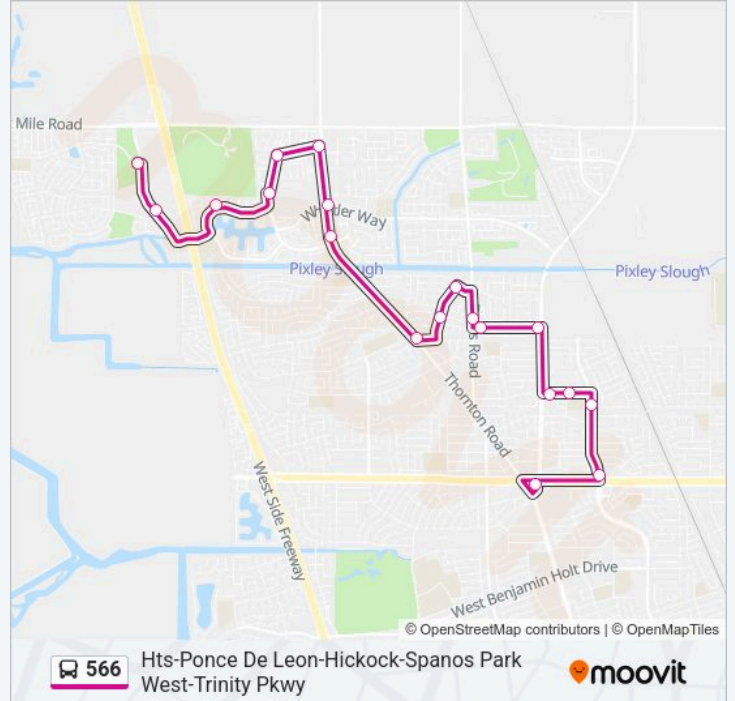 Mile Road
Whistler Way
Pixley Slough
Pixley Slough
s Road
Thornton Road
West Side Freeway
West Benjamin Holt Drive
© OpenStreetMap contributors | © OpenMapTiles
566
Hts-Ponce De Leon-Hickock-Spanos Park
West-Trinity Pkwy
moovit